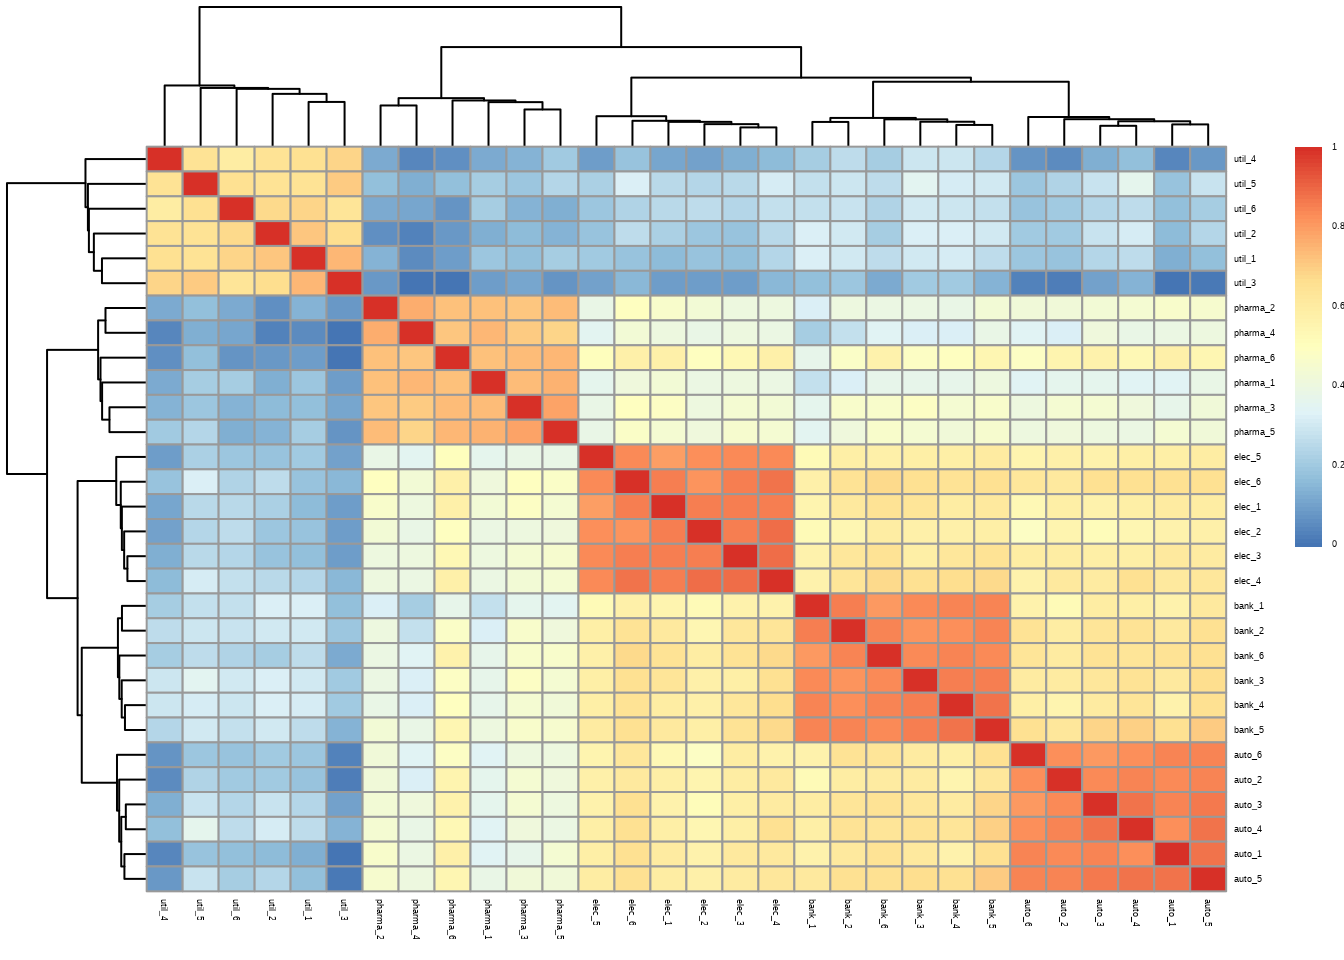 1
0.8
0.6
0.4
0.2
0
util_4
util_5
util_6
util_2
util_1
util_3
pharma_2
pharma_4
pharma_6
pharma_1
pharma_3
pharma_5
elec_5
elec_6
elec_1
elec_2
elec_3
elec_4
bank_1
bank_2
bank_6
bank_3
bank_4
bank_5
auto_6
auto_2
auto_3
auto_4
auto_1
auto_5
util_4
util_5
util_6
util_2
util_1
util_3
pharma_2
pharma_4
pharma_6
pharma_1
pharma_3
pharma_5
elec_5
elec_6
elec_1
elec_2
elec_3
elec_4
bank_1
bank_2
bank_6
bank_3
bank_4
bank_5
auto_6
auto_2
auto_3
auto_4
auto_1
auto_5